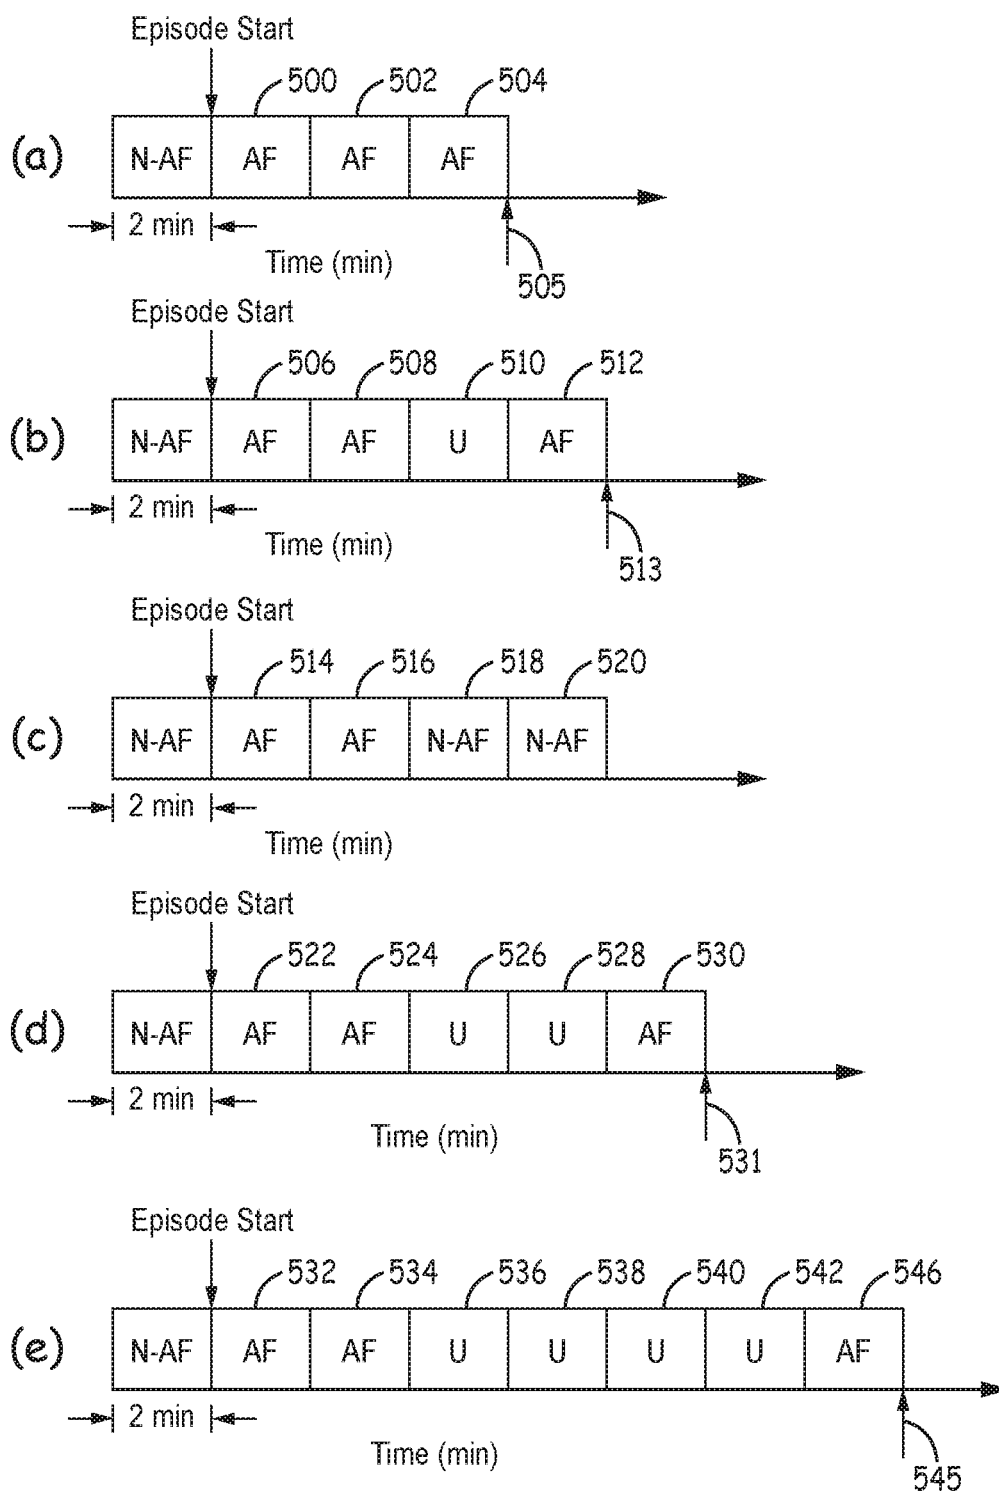 Episode Start
500 502 504
(a) N-AF AF AF AF
2 min
Time (min)
505
Episode Start
506 508 510 512
(b) N-AF AF AF U AF
2 min
Time (min)
513
Episode Start
514 516 518 520
(c) N-AF AF AF N-AF N-AF
2 min
Time (min)
Episode Start
522 524 526 528 530
(d) N-AF AF AF U U AF
2 min
Time (min)
531
Episode Start
532 534 536 538 540 542 546
(e) N-AF AF AF U U U U AF
2 min
Time (min)
545